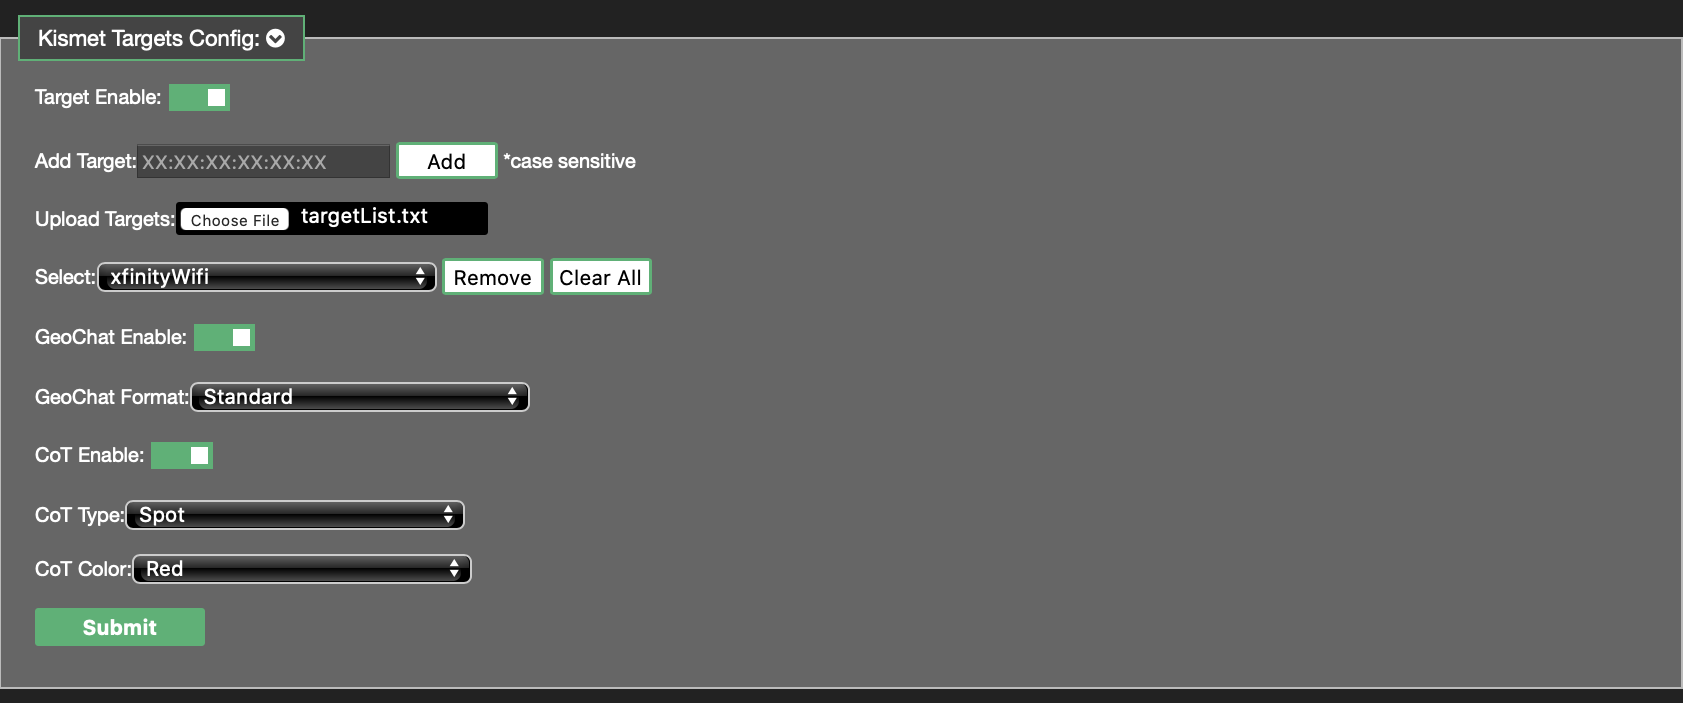 Kismet Targets Config:
Target Enable:
Add Target: XX:XX:XX:XX:XX:XX Add *case sensitive
Upload Targets: Choose File targetList.txt
Select: xfinityWifi Remove Clear All
GeoChat Enable:
GeoChat Format: Standard
CoT Enable:
CoT Type: Spot
CoT Color: Red
Submit